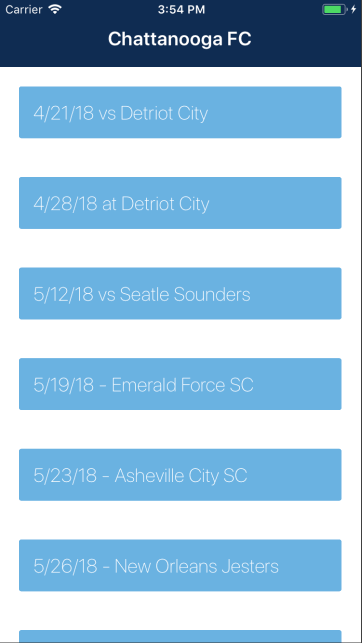 Carrier 3:54 PM
Chattanooga FC
4/21/18 vs Detriot City
4/28/18 at Detriot City
5/12/18 vs Seatle Sounders
5/19/18 - Emerald Force SC
5/23/18 - Asheville City SC
5/26/18 - New Orleans Jesters